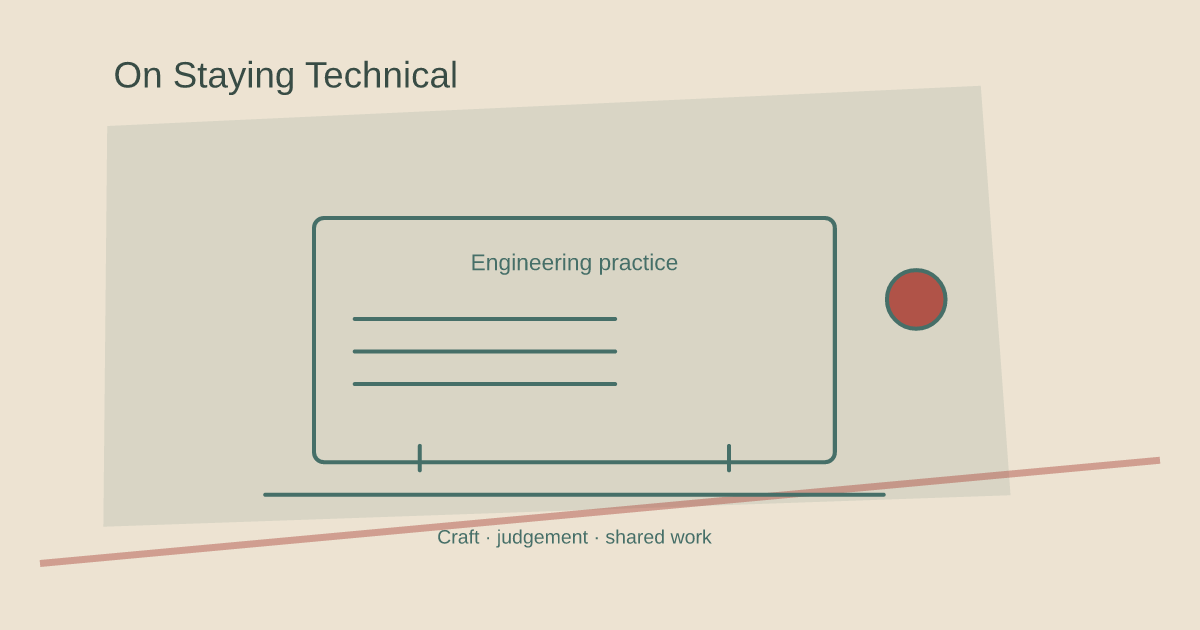 On Staying Technical
Engineering practice
Craft · judgement · shared work